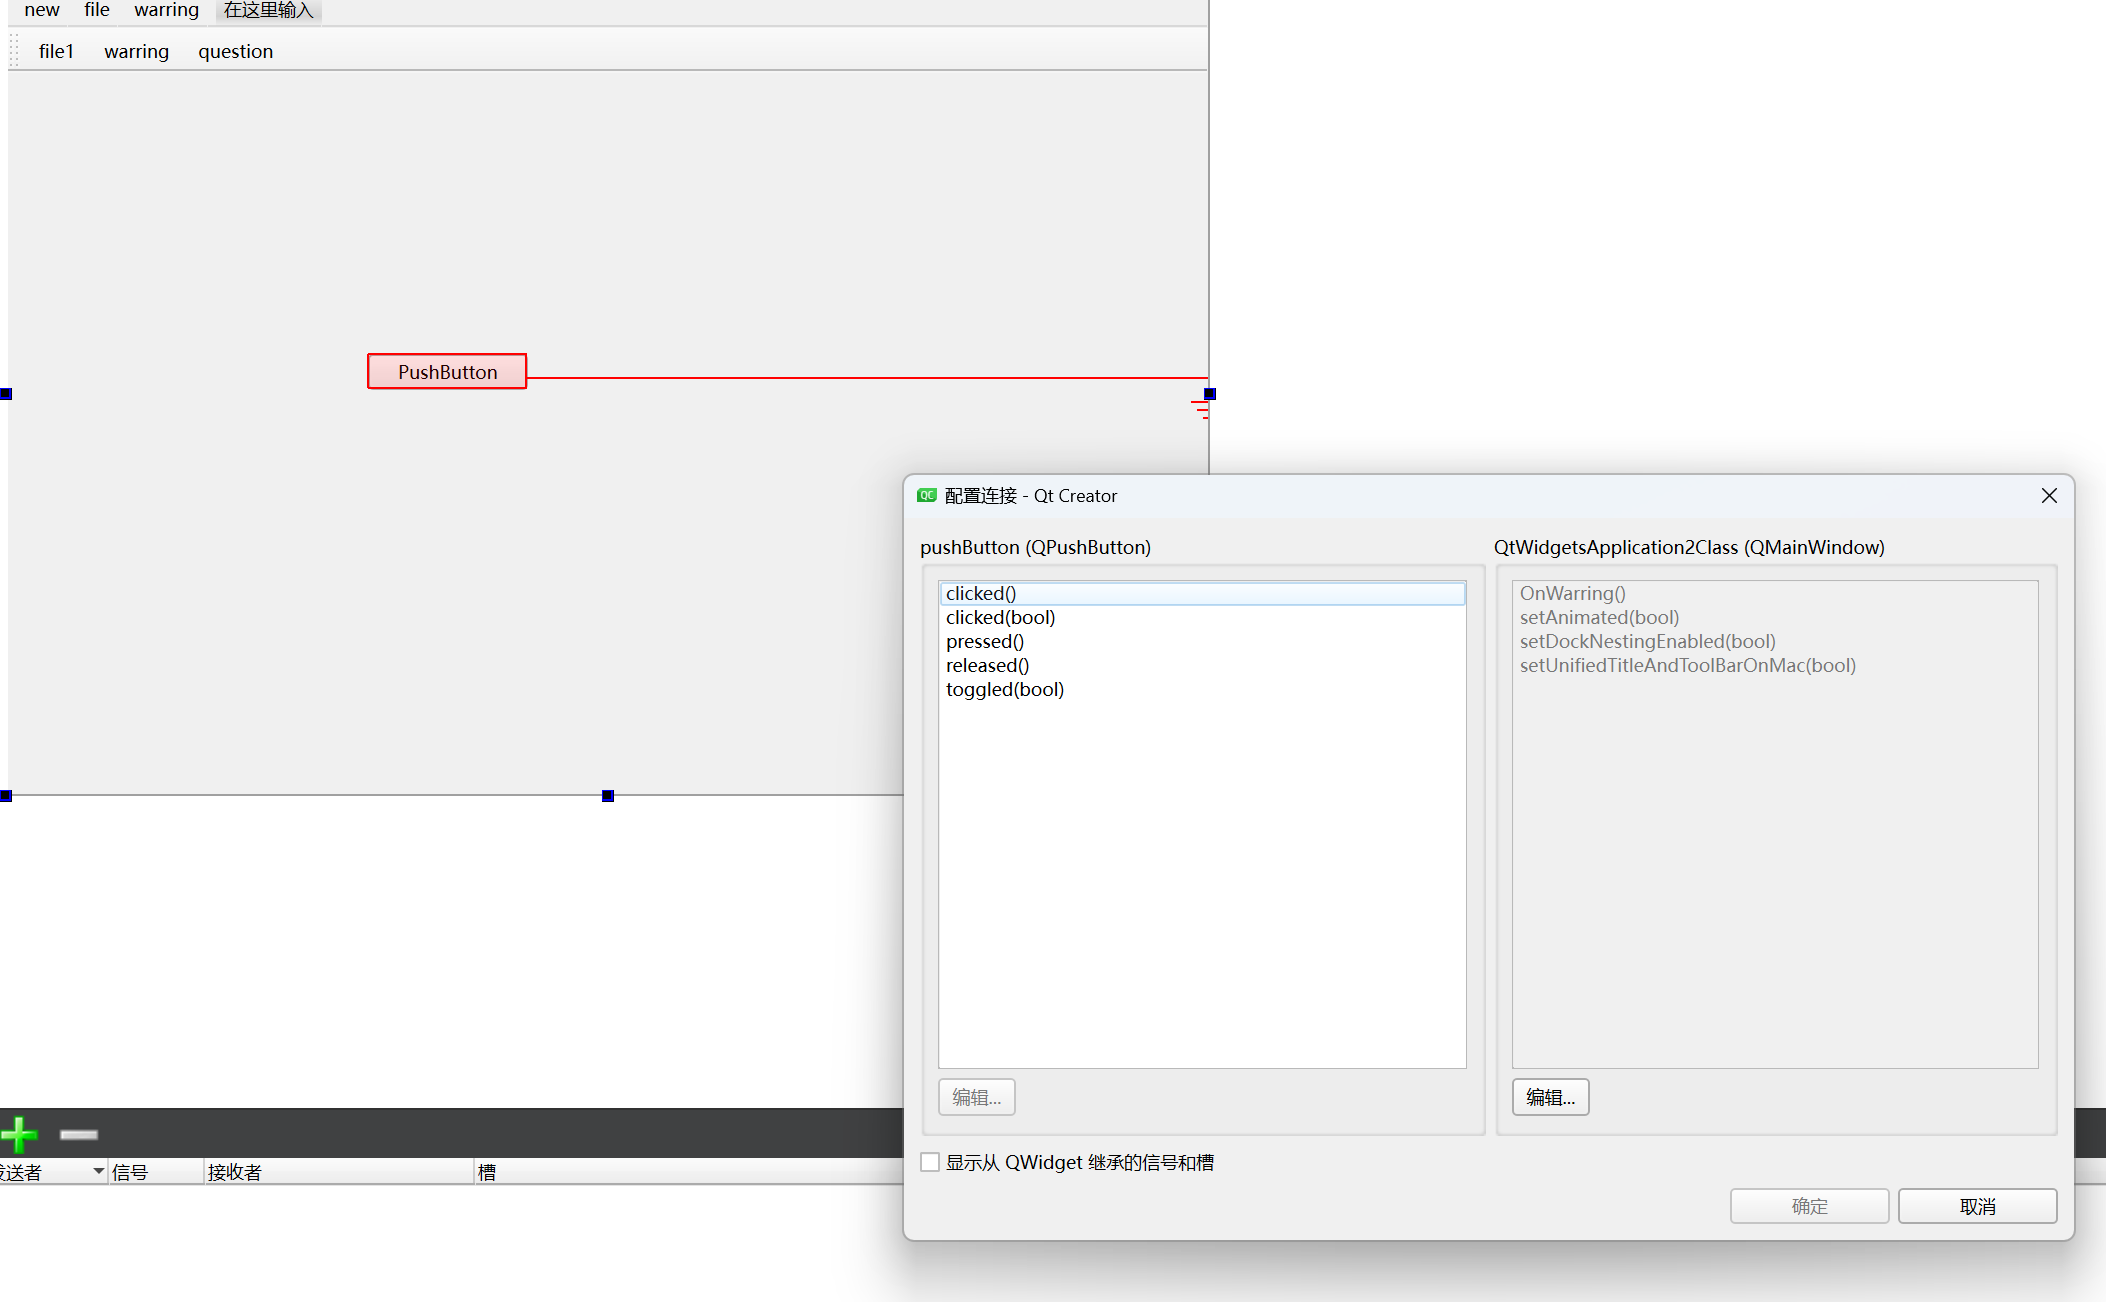 new file warring 在这里输入
file1 warring question
PushButton
QC 配置连接 - Qt Creator
pushButton (QPushButton)
clicked()
clicked(bool)
pressed()
released()
toggled(bool)
编辑...
QtWidgetsApplication2Class (QMainWindow)
OnWarring()
setAnimated(bool)
setDockNestingEnabled(bool)
setUnifiedTitleAndToolBarOnMac(bool)
编辑...
显示从 QWidget 继承的信号和槽
确定 取消
发送者 信号 接收者 槽